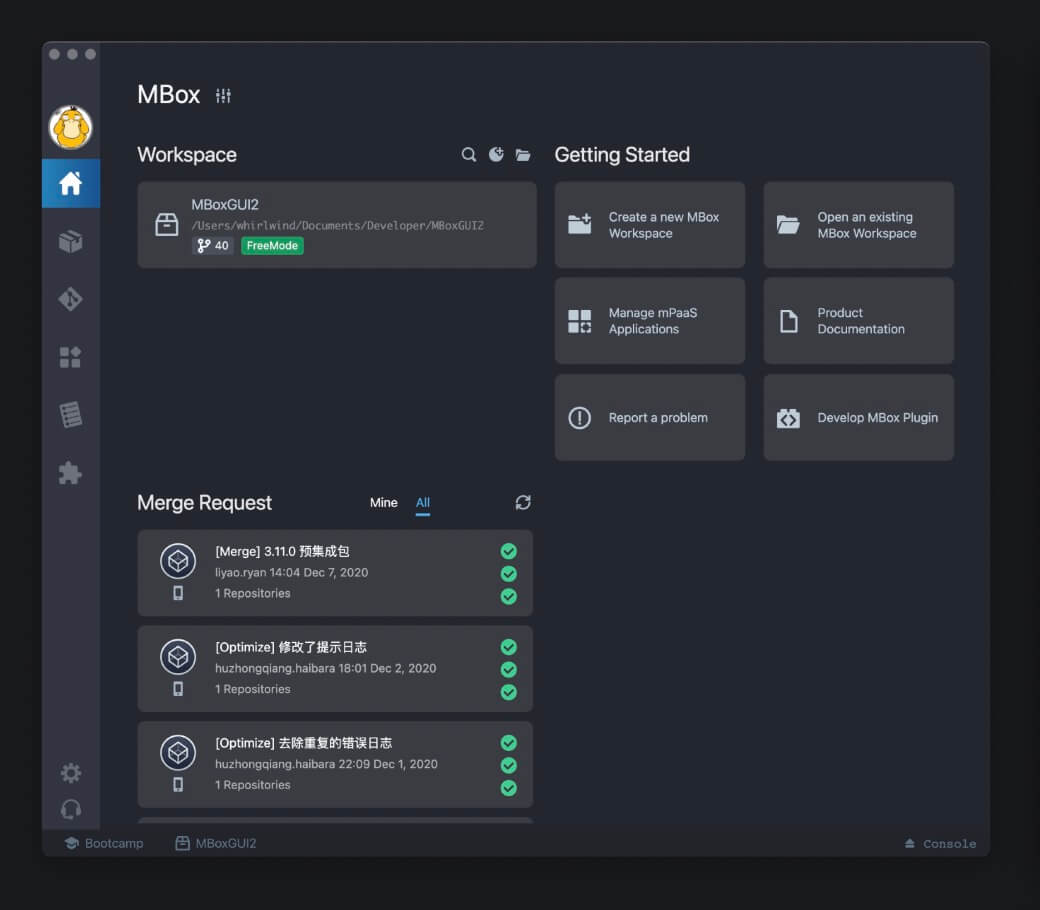 MBox
Workspace
MBoxGUI2
/Users/whirlwind/Documents/Developer/MBoxGUI2
40
FreeMode
Getting Started
Create a new MBox
Workspace
Open an existing
MBox Workspace
Manage mPaaS
Applications
Product
Documentation
Report a problem
Develop MBox Plugin
Merge Request
Mine
All
[Merge] 3.11.0 预集成包
liyao.ryan 14:04 Dec 7, 2020
1 Repositories
[Optimize] 修改了提示日志
huzhongqiang.haibara 18:01 Dec 2, 2020
1 Repositories
[Optimize] 去除重复的错误日志
huzhongqiang.haibara 22:09 Dec 1, 2020
1 Repositories
Bootcamp
MBoxGUI2
Console